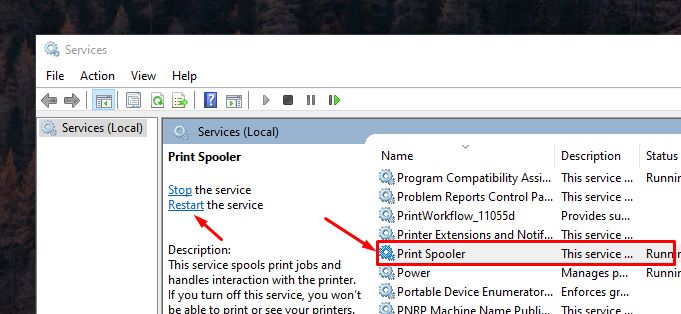 Services
File Action View Help
Services (Local)
Services (Local)
Print Spooler
Stop the service
Restart the service
Description:
This service spools print jobs and
handles interaction with the printer.
If you turn off this service, you won't
be able to print or see your printers.
Name Description Status
Program Compatibility Assi... This service ... Runnin
Problem Reports Control Pa... This service ...
PrintWorkflow_11055d Provides su...
Printer Extensions and Notif... This service ...
Print Spooler This service ... Runnin
Power Manages p... Runnin
Portable Device Enumerator... Enforces gr...
PNRP Machine Name Publi... This service ...